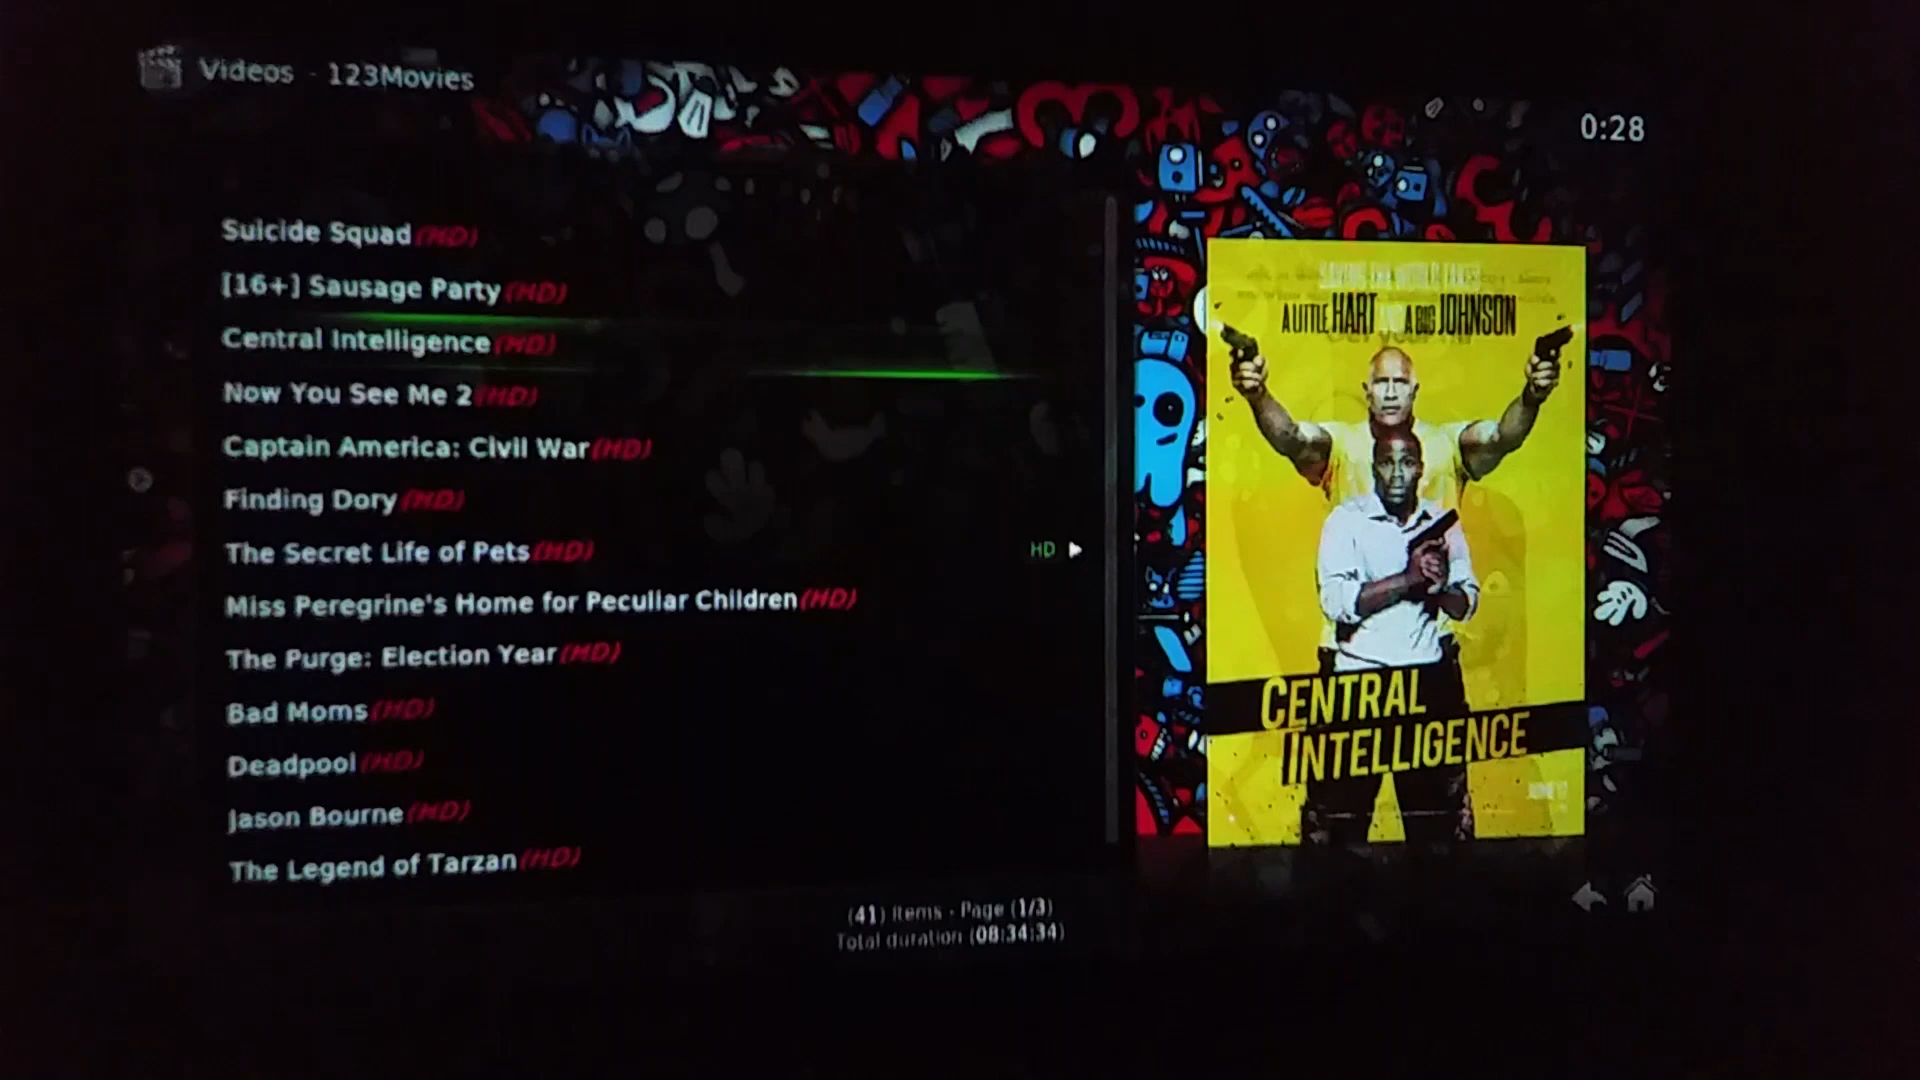 Videos - 123Movies
0:28
Suicide Squad (HD)
[16+] Sausage Party (HD)
Central Intelligence (HD)
Now You See Me 2 (HD)
Captain America: Civil War (HD)
Finding Dory (HD)
The Secret Life of Pets (HD)
HD
Miss Peregrine's Home for Peculiar Children (HD)
The Purge: Election Year (HD)
Bad Moms (HD)
Deadpool (HD)
Jason Bourne (HD)
The Legend of Tarzan (HD)
(41) Items - Page (1/3)
Total duration (08:34:34)
A LITTLE HART A BIG JOHNSON
CENTRAL
INTELLIGENCE